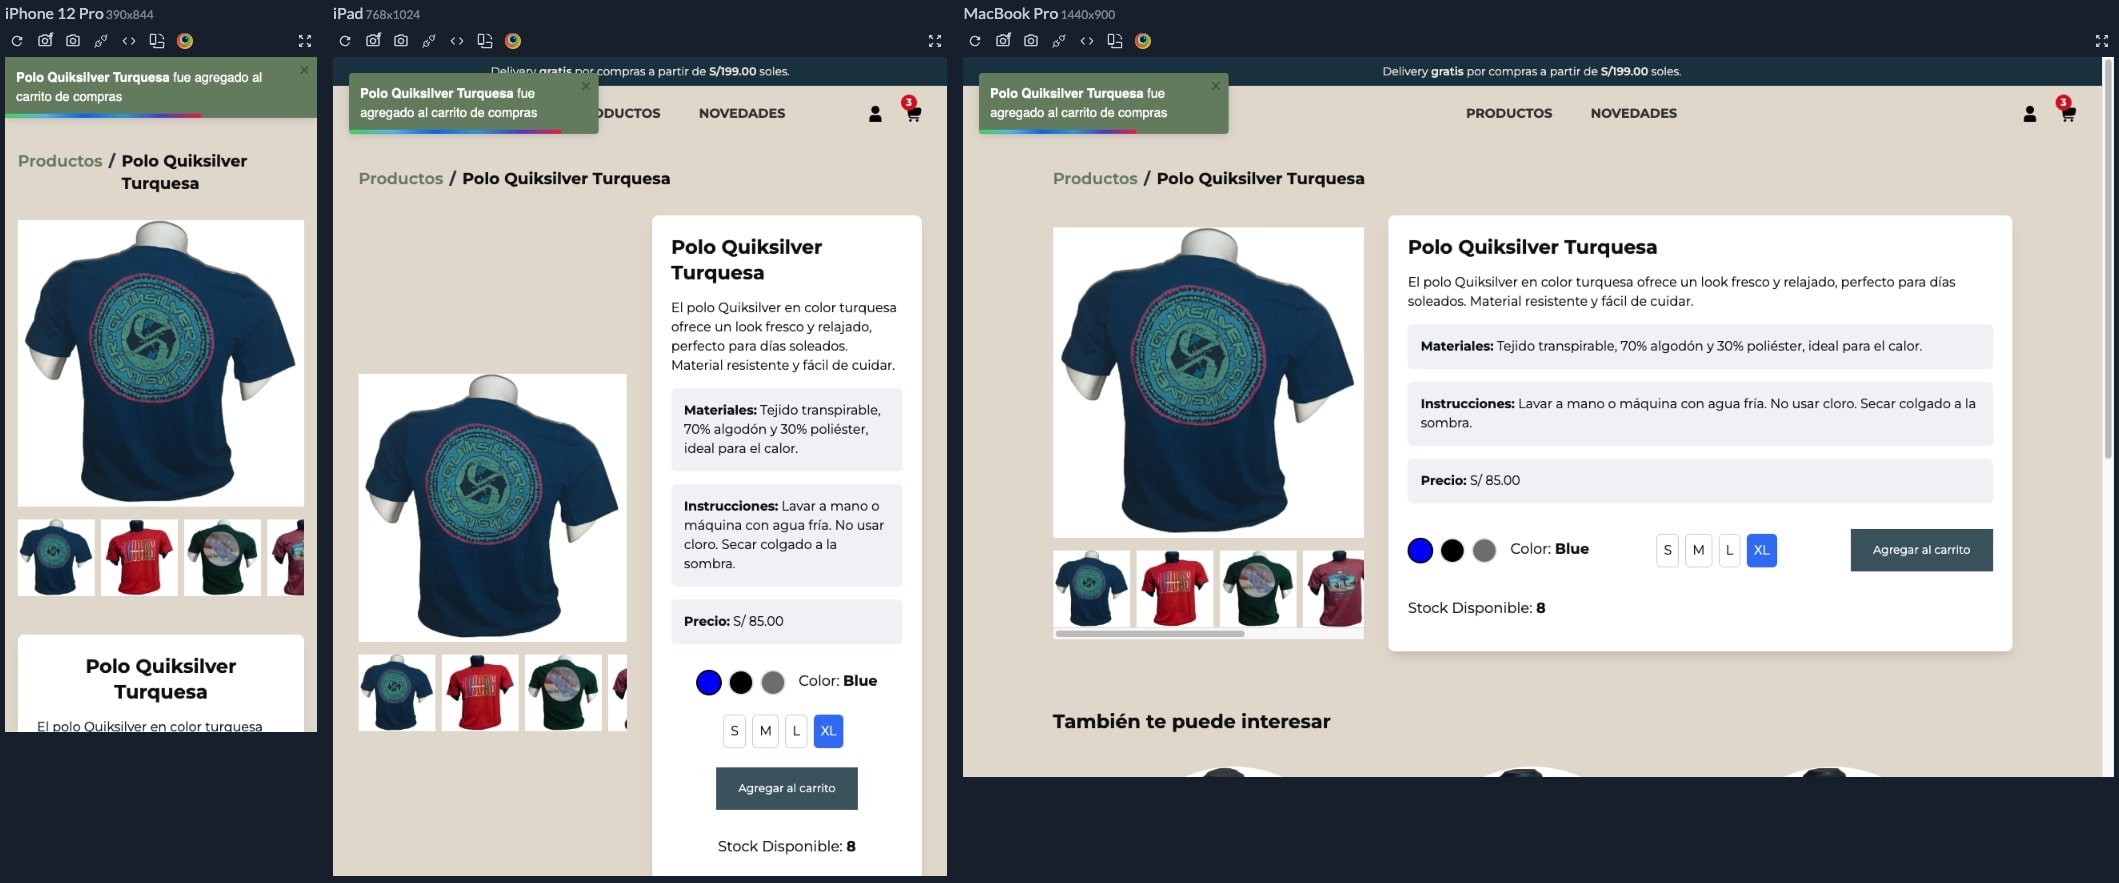 iPhone 12 Pro 390x844
Polo Quiksilver Turquesa fue agregado al
carrito de compras
Productos / Polo Quiksilver
Turquesa
QUIKSILVER
Polo Quiksilver
Turquesa
El polo Quiksilver en color turquesa
iPad 768x1024
Delivery gratis por compras a partir de S/199.00 soles.
Polo Quiksilver Turquesa fue
agregado al carrito de compras
DUCTOS
NOVEDADES
3
Productos / Polo Quiksilver Turquesa
QUIKSILVER
Polo Quiksilver
Turquesa
El polo Quiksilver en color turquesa
ofrece un look fresco y relajado,
perfecto para días soleados.
Material resistente y fácil de cuidar.
Materiales: Tejido transpirable,
70% algodón y 30% poliéster,
ideal para el calor.
Instrucciones: Lavar a mano o
máquina con agua fría. No usar
cloro. Secar colgado a la
sombra.
Precio: S/ 85.00
Color: Blue
S M L XL
Agregar al carrito
Stock Disponible: 8
MacBook Pro 1440x900
Delivery gratis por compras a partir de S/199.00 soles.
Polo Quiksilver Turquesa fue
agregado al carrito de compras
PRODUCTOS
NOVEDADES
3
Productos / Polo Quiksilver Turquesa
QUIKSILVER
Polo Quiksilver Turquesa
El polo Quiksilver en color turquesa ofrece un look fresco y relajado, perfecto para días
soleados. Material resistente y fácil de cuidar.
Materiales: Tejido transpirable, 70% algodón y 30% poliéster, ideal para el calor.
Instrucciones: Lavar a mano o máquina con agua fría. No usar cloro. Secar colgado a la
sombra.
Precio: S/ 85.00
Color: Blue
S M L XL
Agregar al carrito
Stock Disponible: 8
También te puede interesar